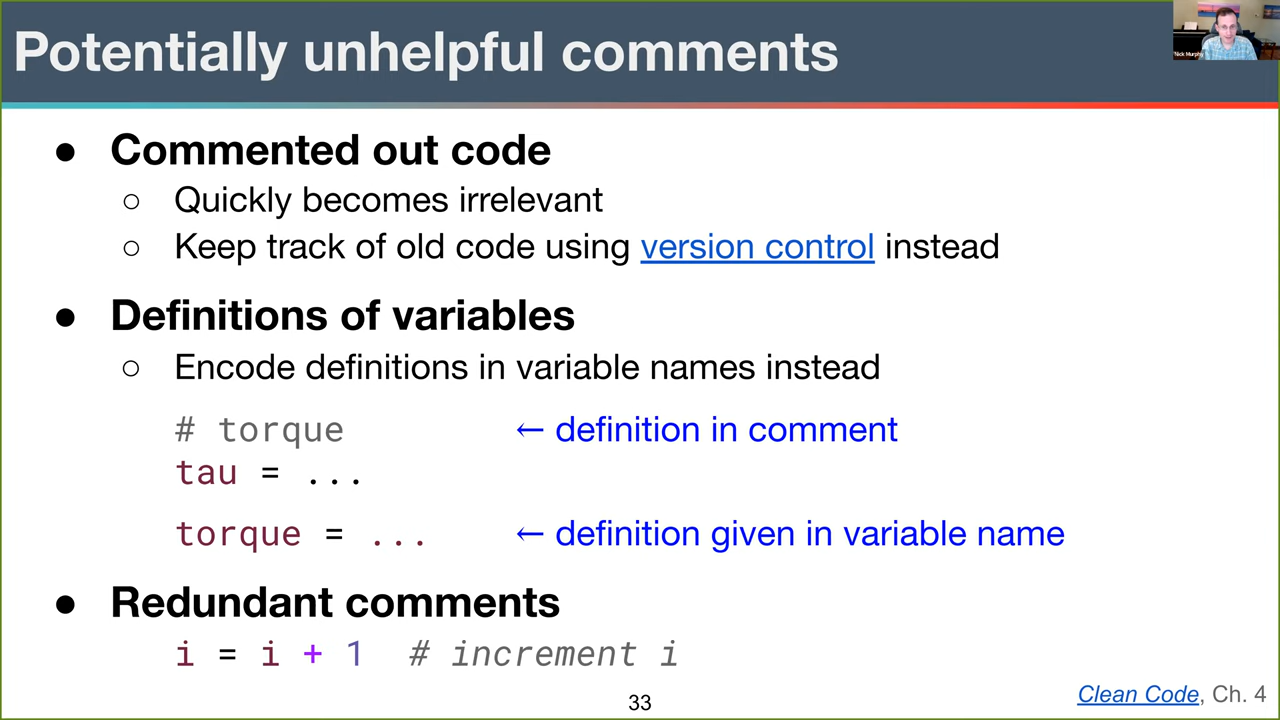 Potentially unhelpful comments
Nick Murphy
● Commented out code
○ Quickly becomes irrelevant
○ Keep track of old code using version control instead
● Definitions of variables
○ Encode definitions in variable names instead
# torque ← definition in comment
tau = ...
torque = ... ← definition given in variable name
● Redundant comments
i = i + 1 # increment i
33
Clean Code, Ch. 4